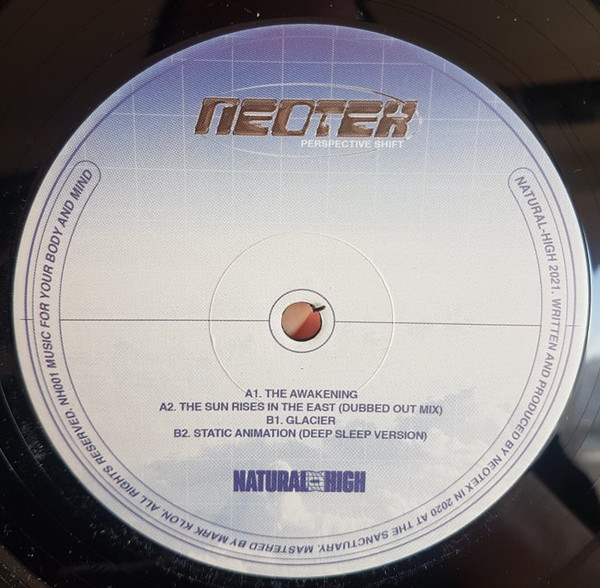 NEOTEX
PERSPECTIVE SHIFT
A1. THE AWAKENING
A2. THE SUN RISES IN THE EAST (DUBBED OUT MIX)
B1. GLACIER
B2. STATIC ANIMATION (DEEP SLEEP VERSION)
NATURAL-HIGH
NATURAL-HIGH 2021. WRITTEN AND PRODUCED BY NEOTEX IN 2020 AT THE SANCTUARY. MASTERED BY MARK KLON. ALL RIGHTS RESERVED. NH001 MUSIC FOR YOUR BODY AND MIND